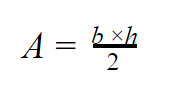 A = b × h / 2